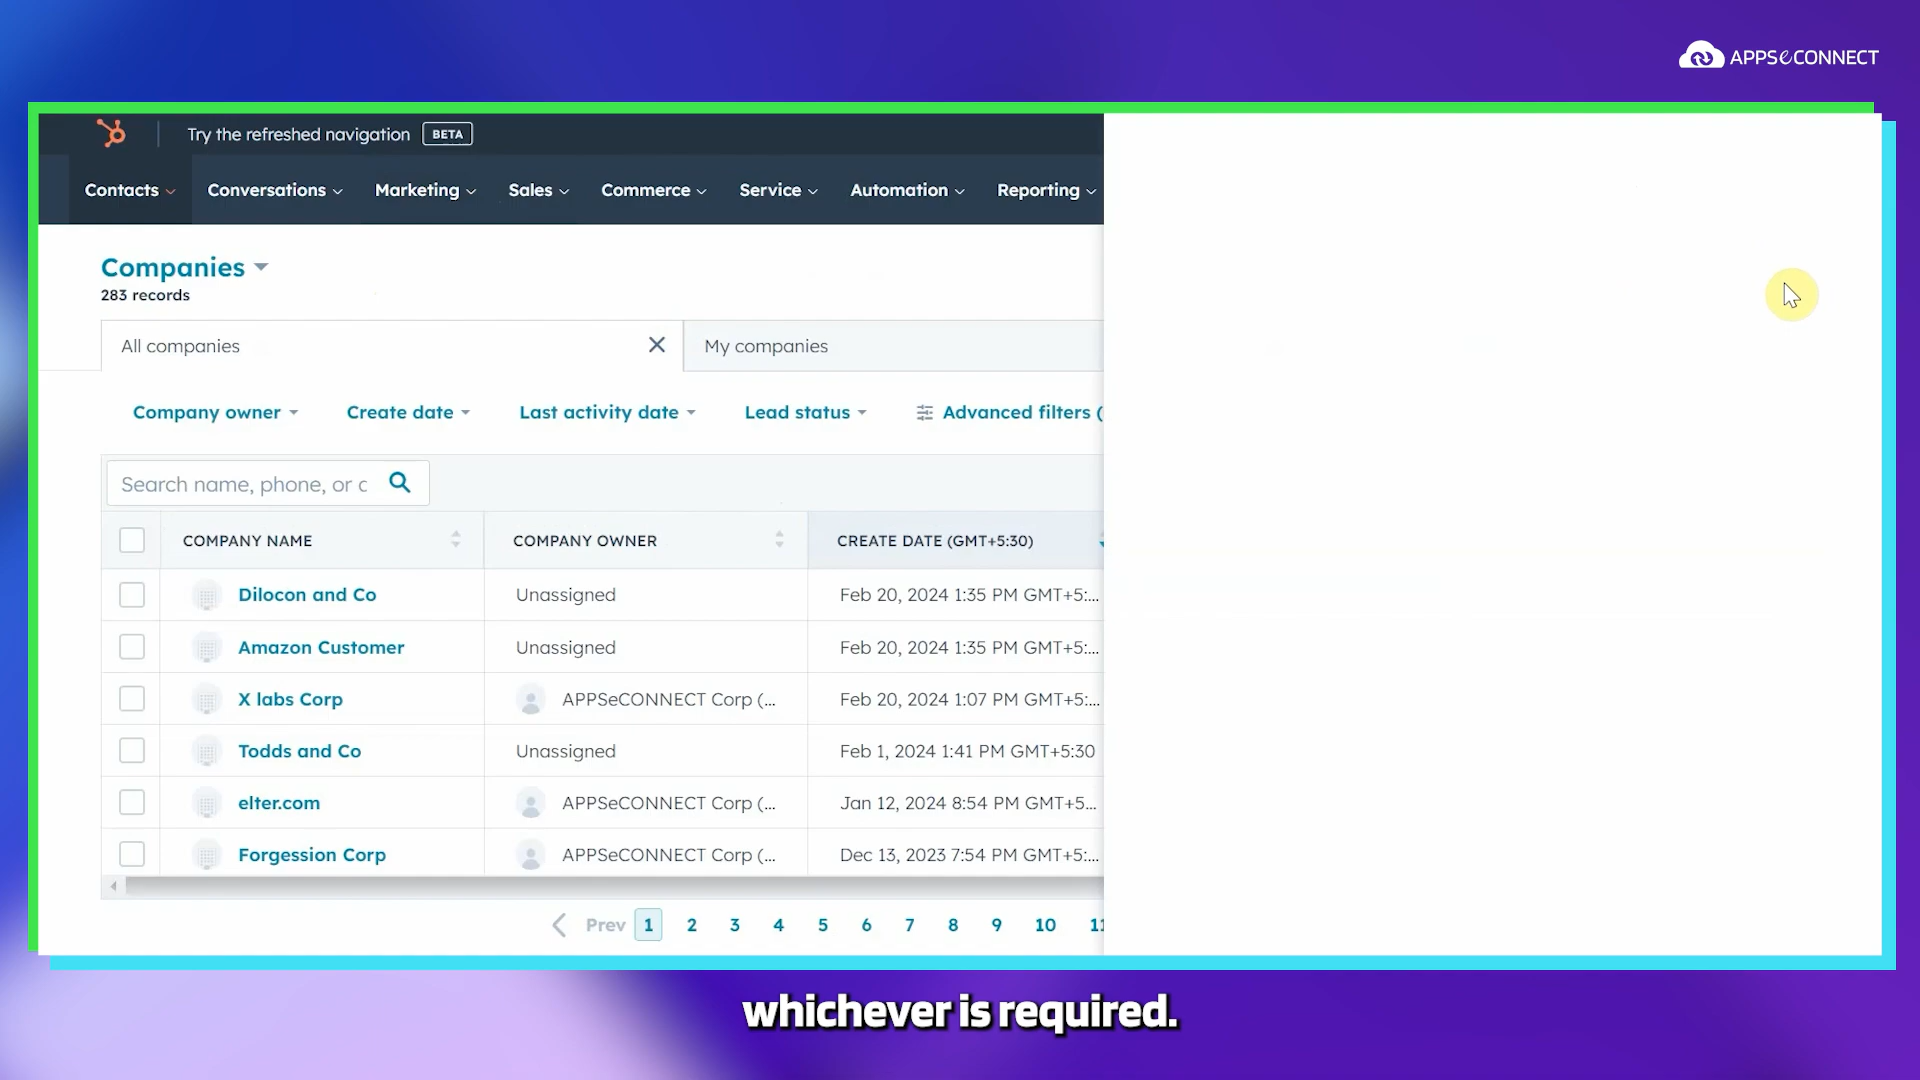 APPSeCONNECT
Try the refreshed navigation BETA
Contacts Conversations Marketing Sales Commerce Service Automation Reporting
Companies
283 records
All companies My companies
Company owner Create date Last activity date Lead status Advanced filters (
Search name, phone, or c
COMPANY NAME COMPANY OWNER CREATE DATE (GMT+5:30)
Dilocon and Co Unassigned Feb 20, 2024 1:35 PM GMT+5:...
Amazon Customer Unassigned Feb 20, 2024 1:35 PM GMT+5:...
X labs Corp APPSeCONNECT Corp (... Feb 20, 2024 1:07 PM GMT+5:...
Todds and Co Unassigned Feb 1, 2024 1:41 PM GMT+5:30
elter.com APPSeCONNECT Corp (... Jan 12, 2024 8:54 PM GMT+5...
Forgession Corp APPSeCONNECT Corp (... Dec 13, 2023 7:54 PM GMT+5:...
Prev 1 2 3 4 5 6 7 8 9 10 11
whichever is required.